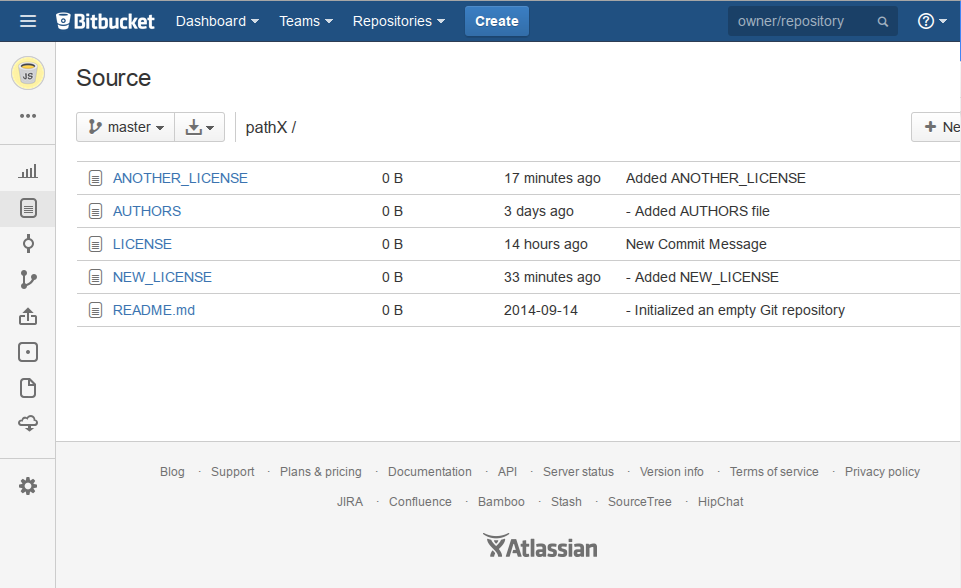 Bitbucket Dashboard Teams Repositories Create owner/repository ?
JS
Source
master pathX / + Ne
ANOTHER_LICENSE 0 B 17 minutes ago Added ANOTHER_LICENSE
AUTHORS 0 B 3 days ago - Added AUTHORS file
LICENSE 0 B 14 hours ago New Commit Message
NEW_LICENSE 0 B 33 minutes ago - Added NEW_LICENSE
README.md 0 B 2014-09-14 - Initialized an empty Git repository
Blog · Support · Plans & pricing · Documentation · API · Server status · Version info · Terms of service · Privacy policy
JIRA · Confluence · Bamboo · Stash · SourceTree · HipChat
Atlassian